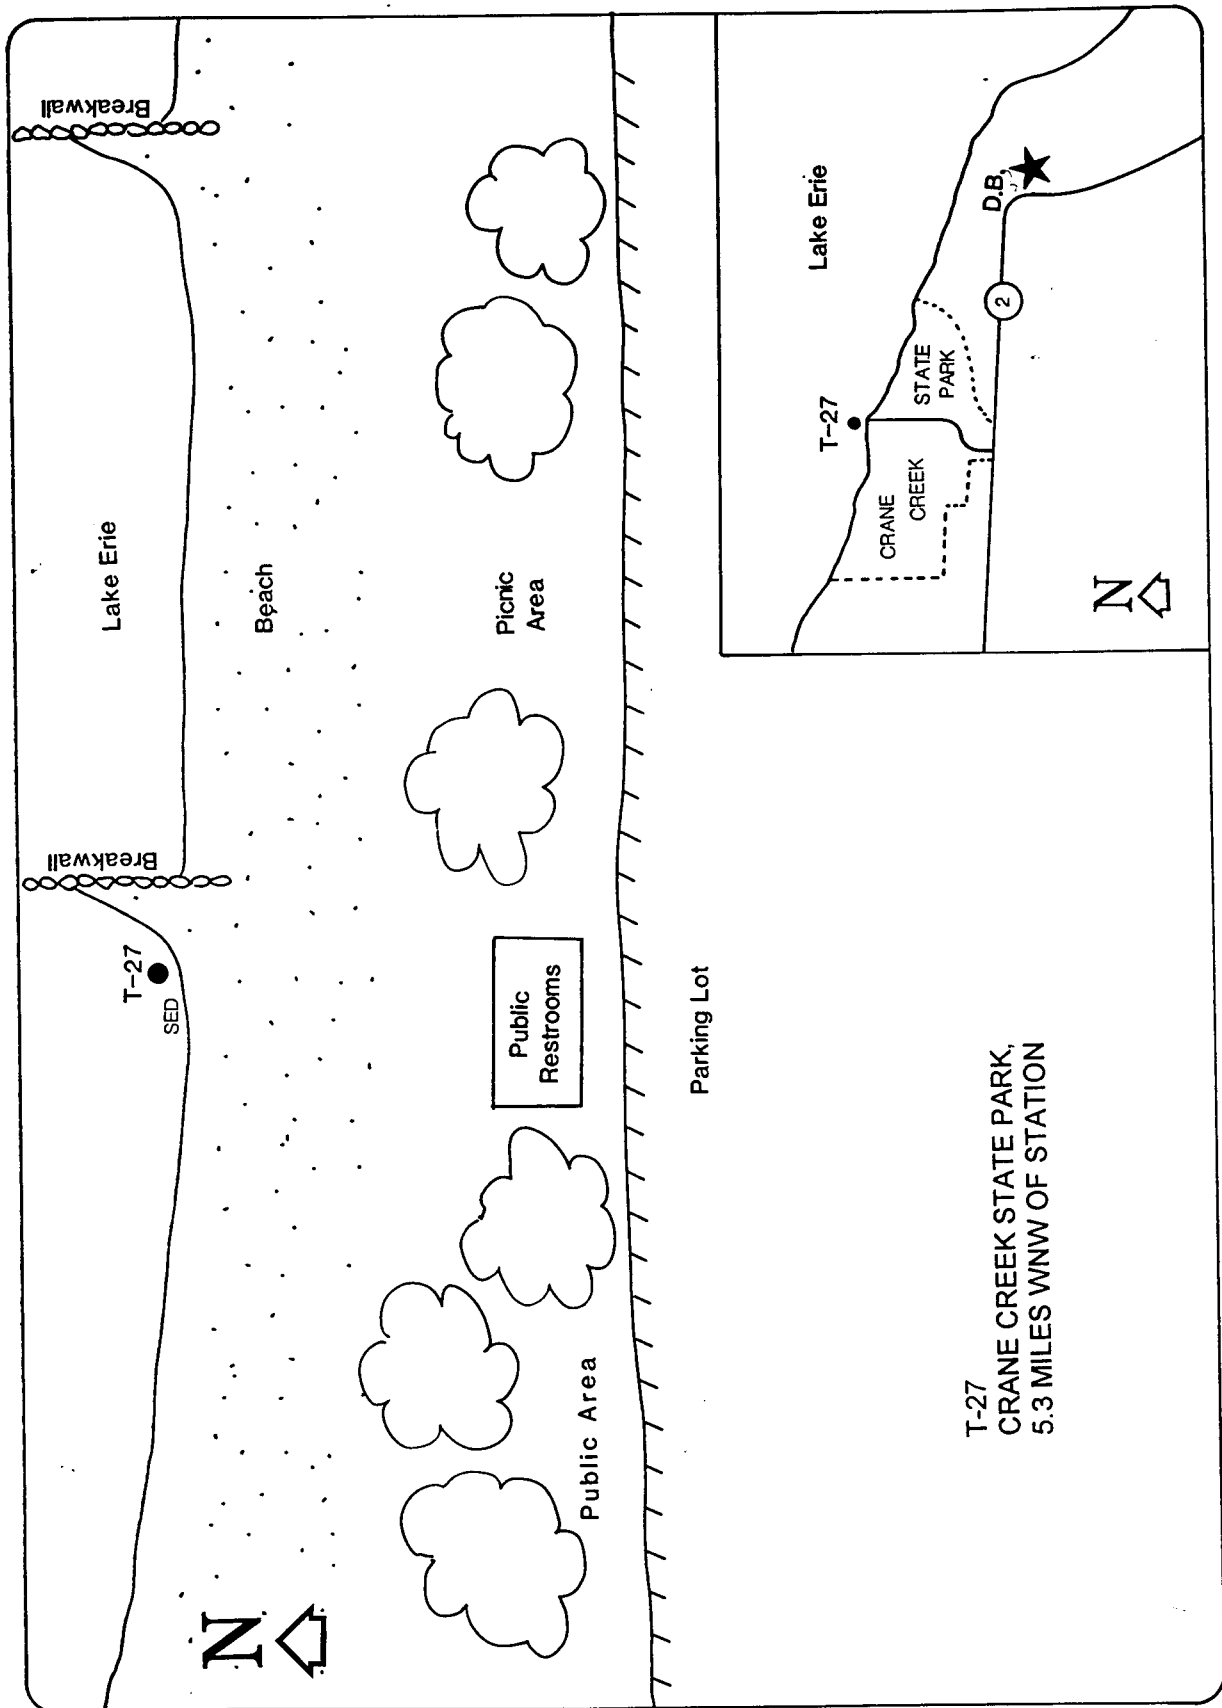 Breakwall
Breakwall
Lake Erie
T-27
SED
Beach
Picnic
Area
Public
Restrooms
Public Area
N
Parking Lot
T-27
CRANE CREEK STATE PARK,
5.3 MILES WNW OF STATION
Lake Erie
T-27
STATE
PARK
CRANE
CREEK
D.B.
2
N